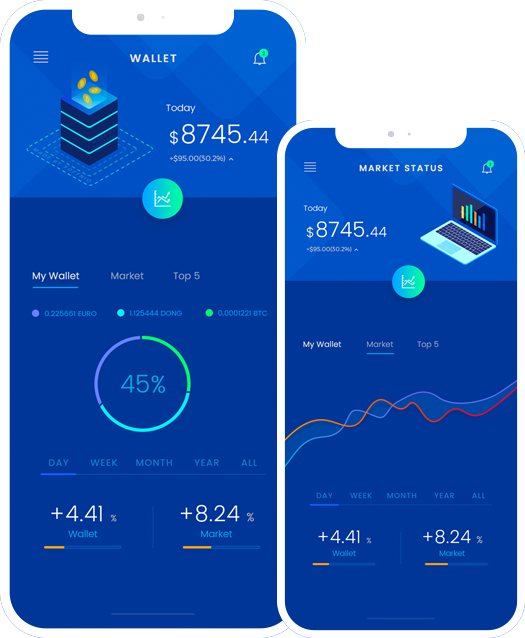 WALLET
2
Today
$8745.44
+$95.00(30.2%)
My Wallet Market Top 5
0.225661 EURO 1.125444 DONG 0.0001221 BTC
45%
DAY WEEK MONTH YEAR ALL
+4.41 % +8.24 %
Wallet Market
MARKET STATUS
Today
$8745.44
+$95.00(30.2%)
My Wallet Market Top 5
DAY WEEK MONTH YEAR ALL
+4.41 % +8.24 %
Wallet Market